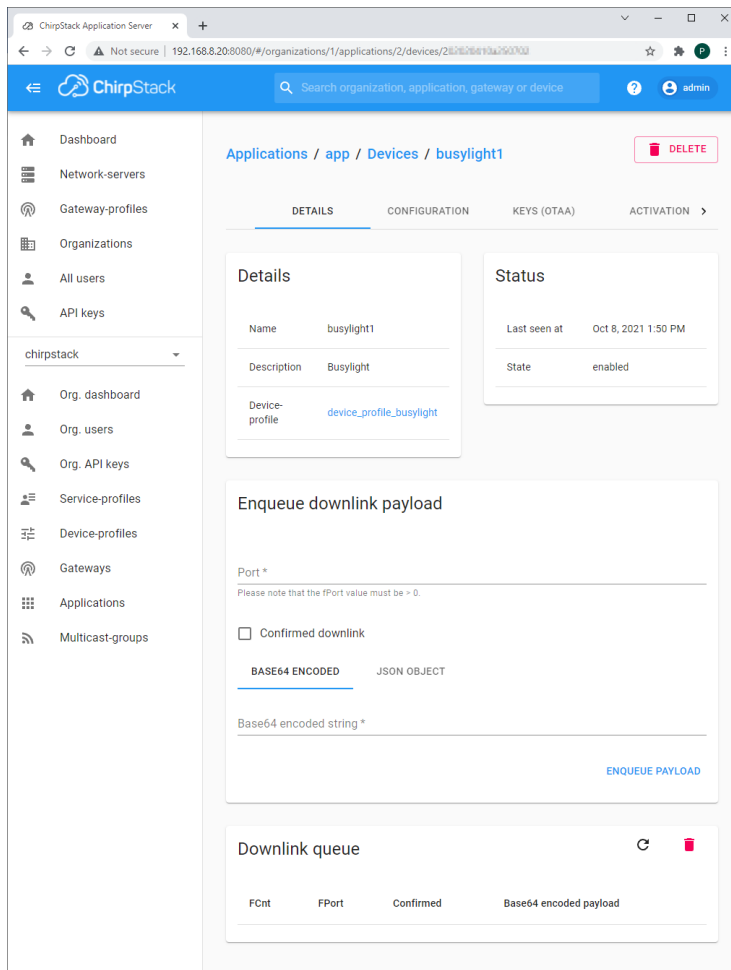 ChirpStack Application Server
Not secure | 192.168.8.20:8080/#/organizations/1/applications/2/devices/2
P
ChirpStack
Search organization, application, gateway or device
?
admin
Dashboard
Network-servers
Gateway-profiles
Organizations
All users
API keys
chirpstack
Org. dashboard
Org. users
Org. API keys
Service-profiles
Device-profiles
Gateways
Applications
Multicast-groups
Applications / app / Devices / busylight1
DELETE
DETAILS CONFIGURATION KEYS (OTAA) ACTIVATION
Details
Name busylight1
Description Busylight
Device-
profile device_profile_busylight
Status
Last seen at Oct 8, 2021 1:50 PM
State enabled
Enqueue downlink payload
Port *
Please note that the fPort value must be > 0.
Confirmed downlink
BASE64 ENCODED JSON OBJECT
Base64 encoded string *
ENQUEUE PAYLOAD
Downlink queue
FCnt FPort Confirmed Base64 encoded payload